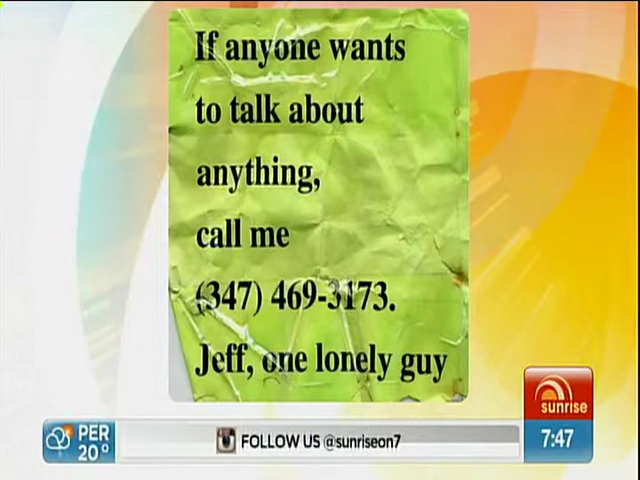 If anyone wants
to talk about
anything,
call me
(347) 469-3173.
Jeff, one lonely guy
sunrise
PER
20°
FOLLOW US @sunriseon7
7:47